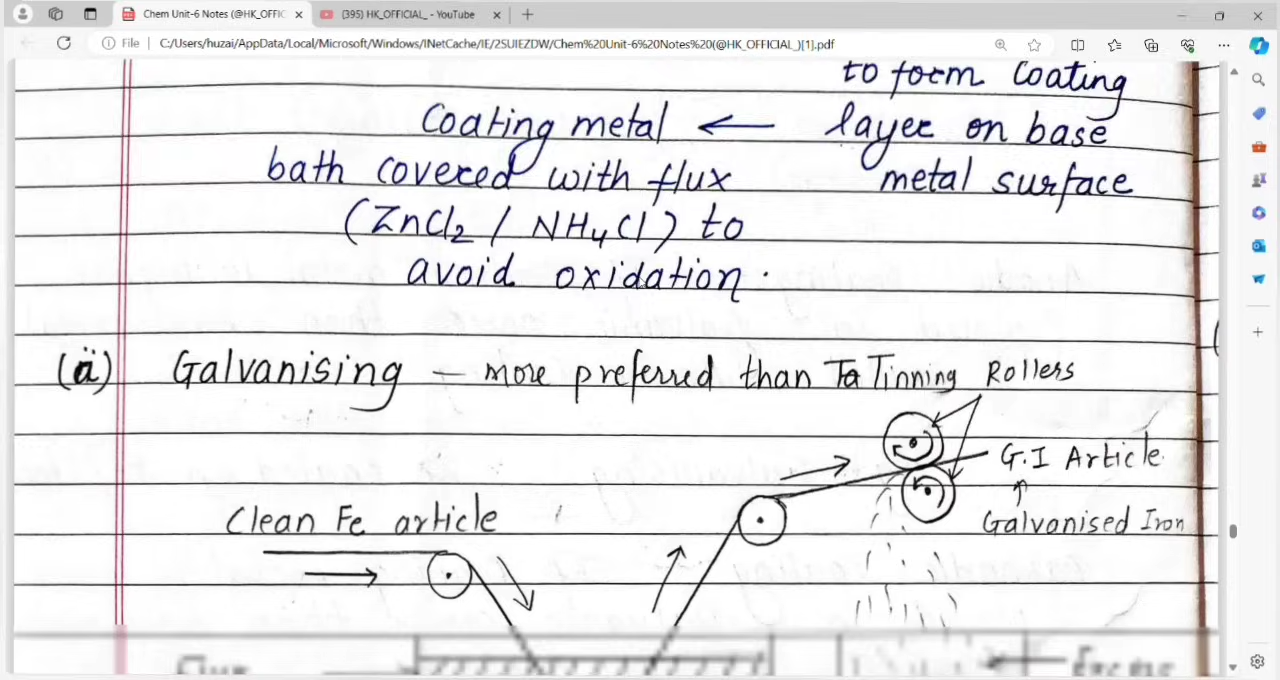 Chem Unit-6 Notes (@HK_OFFIC
(395) HK_OFFICIAL_ - YouTube
File
C:/Users/huzai/AppData/Local/Microsoft/Windows/INetCache/IE/2SUIEZDW/Chem%20Unit-6%20Notes%20(@HK_OFFICIAL_)[1].pdf
to form Coating
Coating metal ← layer on base
bath covered with flux metal surface
(ZnCl2 / NH4Cl) to
avoid oxidation.
(ii) Galvanising - more preferred than Ta Tinning Rollers
G.I Article
Clean Fe article
Galvanised Iron